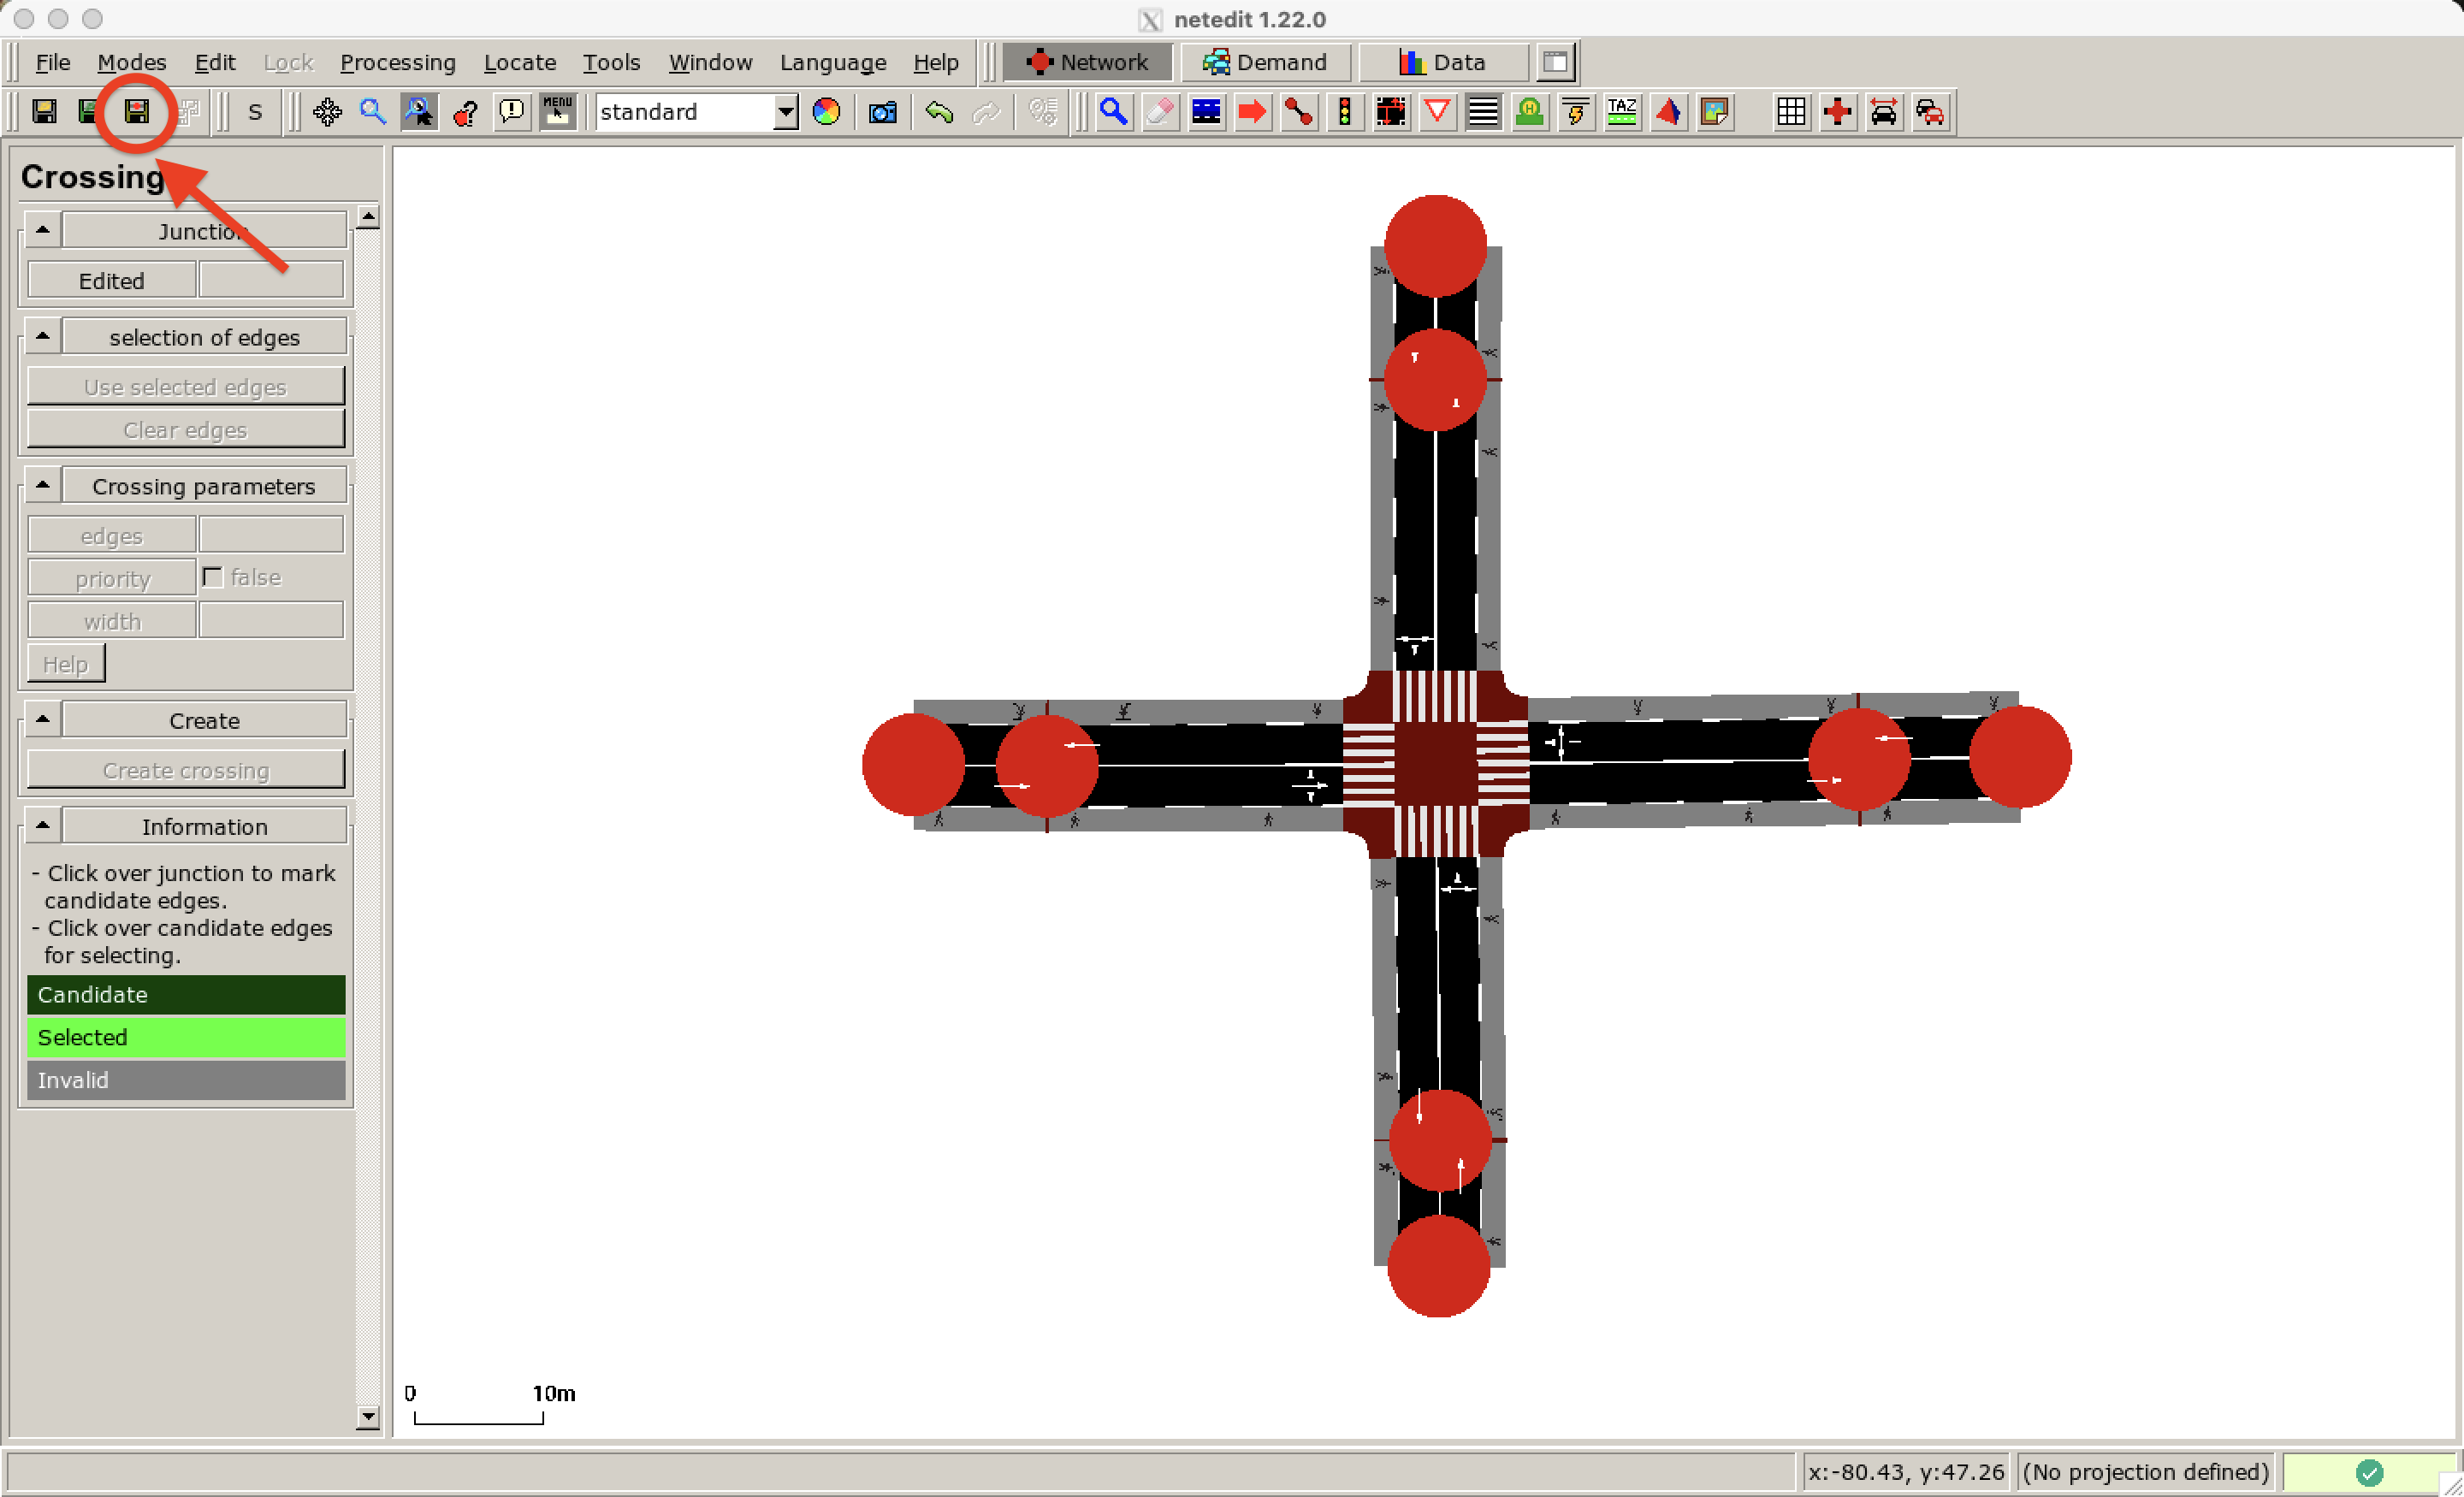 netedit 1.22.0
File Modes Edit Lock Processing Locate Tools Window Language Help Network Demand Data
S MENU standard TAZ
Crossing
Junction
Edited
selection of edges
Use selected edges
Clear edges
Crossing parameters
edges
priority false
width
Help
Create
Create crossing
Information
- Click over junction to mark
candidate edges.
- Click over candidate edges
for selecting.
Candidate
Selected
Invalid
0 10m
x:-80.43, y:47.26 (No projection defined)